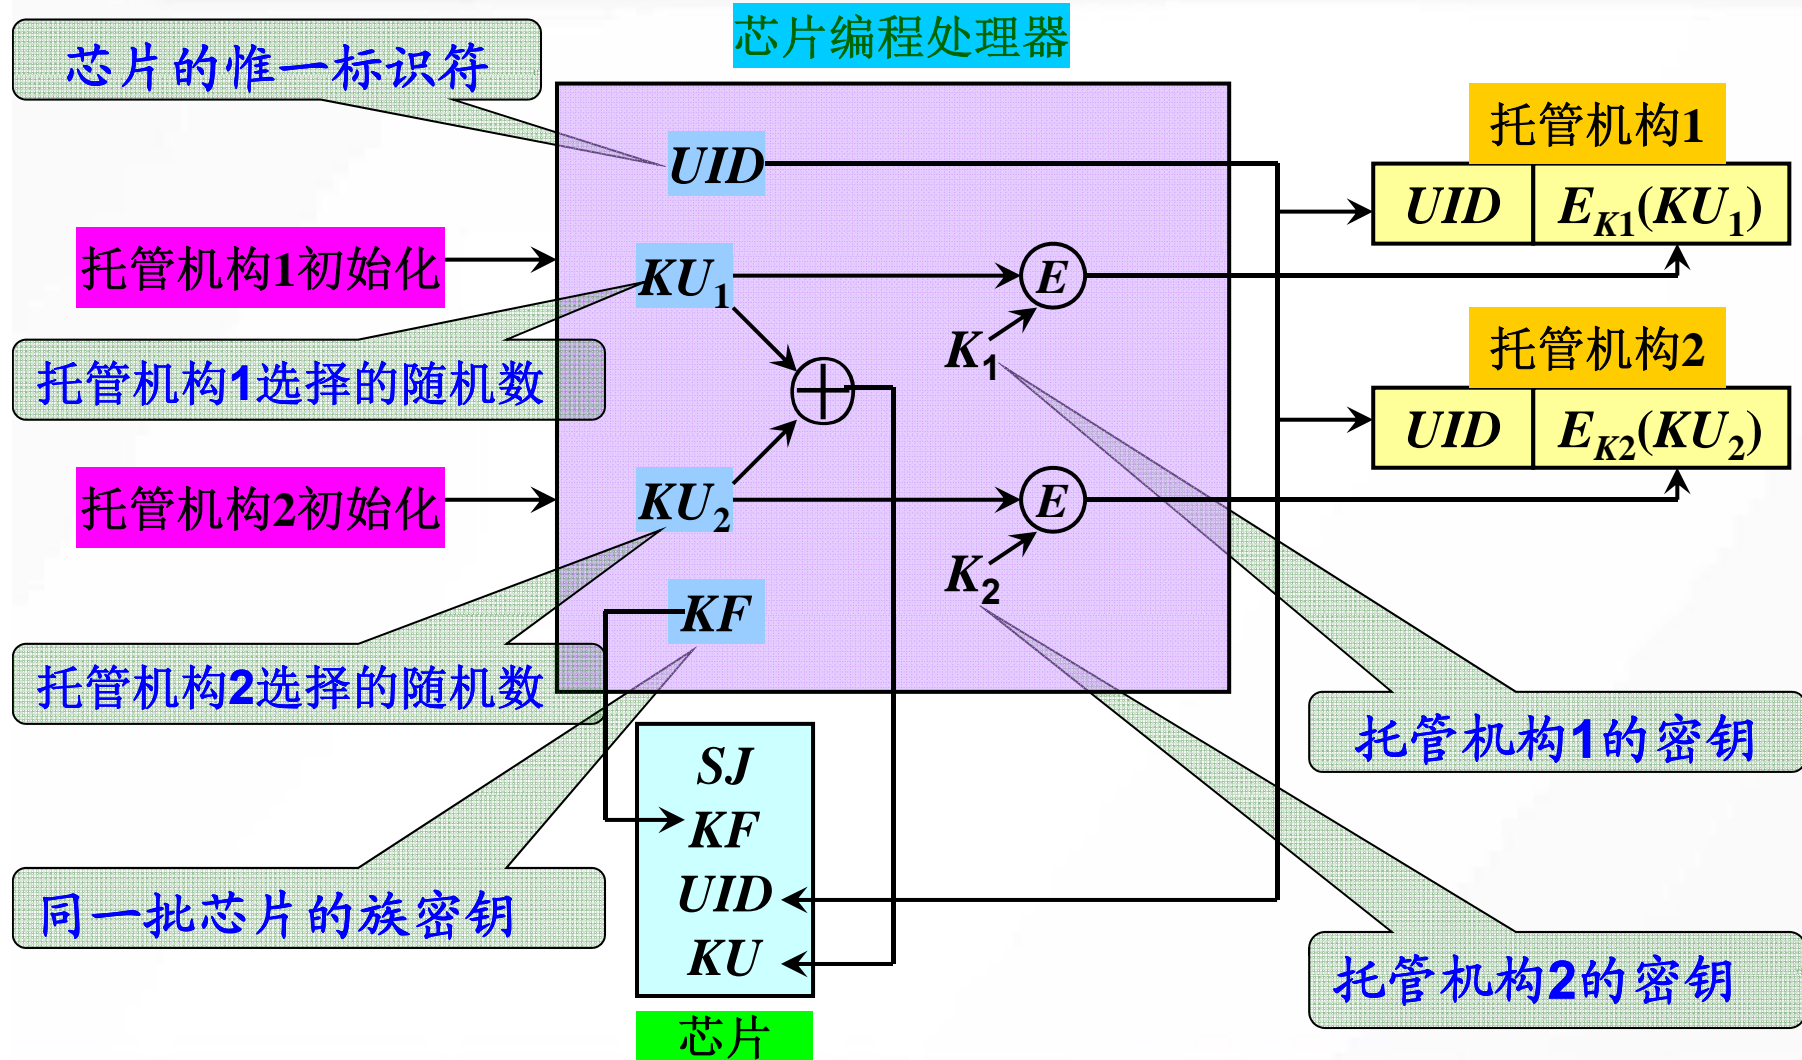 芯片编程处理器
芯片的惟一标识符
UID
托管机构1
UID E_{K1}(KU_1)
托管机构1初始化
KU_1
E
K_1
托管机构1选择的随机数
托管机构2
UID E_{K2}(KU_2)
托管机构2初始化
KU_2
E
K_2
KF
托管机构2选择的随机数
托管机构1的密钥
SJ
KF
UID
KU
同一批芯片的族密钥
托管机构2的密钥
芯片